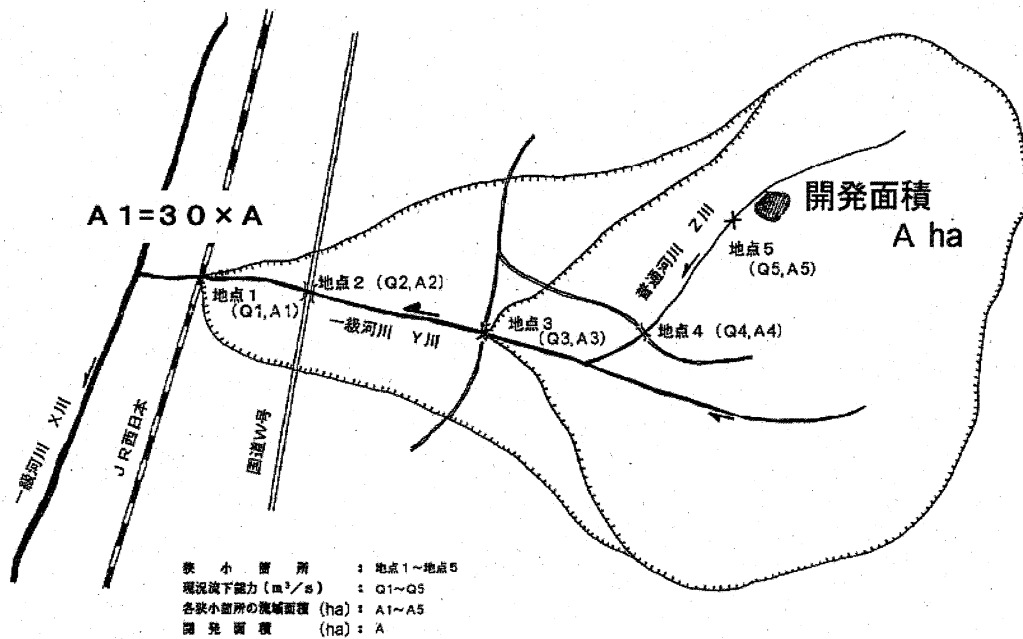 A1=30×A
開発面積
A ha
普通河川 Z川
地点5
(Q5,A5)
地点2 (Q2,A2)
地点1
(Q1,A1)
一級河川 Y川
地点3
(Q3,A3)
地点4 (Q4,A4)
一級河川 X川
JR西日本
国道W号
狭小箇所 : 地点1~地点5
現況流下能力(m³/s) : Q1~Q5
各狭小箇所の流域面積 (ha) : A1~A5
開発面積 (ha) : A